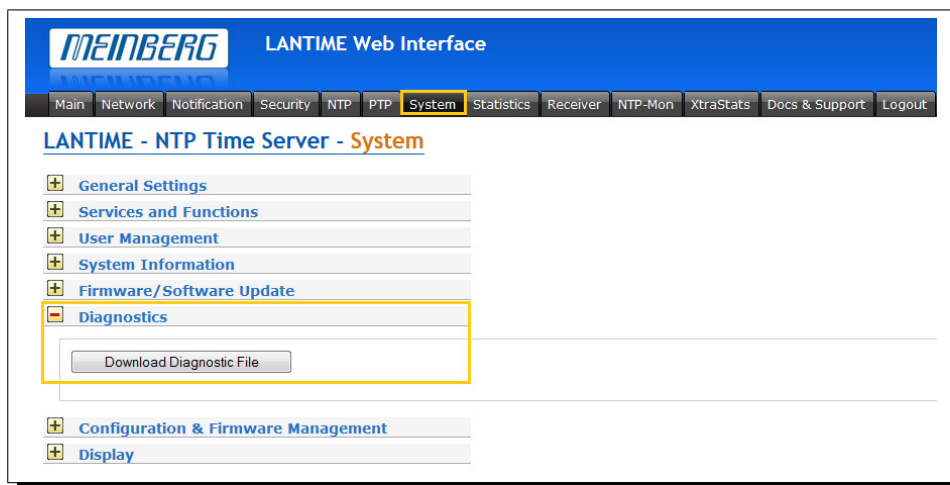 MEINBERG LANTIME Web Interface
Main Network Notification Security NTP PTP System Statistics Receiver NTP-Mon XtraStats Docs & Support Logout
LANTIME - NTP Time Server - System
General Settings
Services and Functions
User Management
System Information
Firmware/Software Update
Diagnostics
Download Diagnostic File
Configuration & Firmware Management
Display